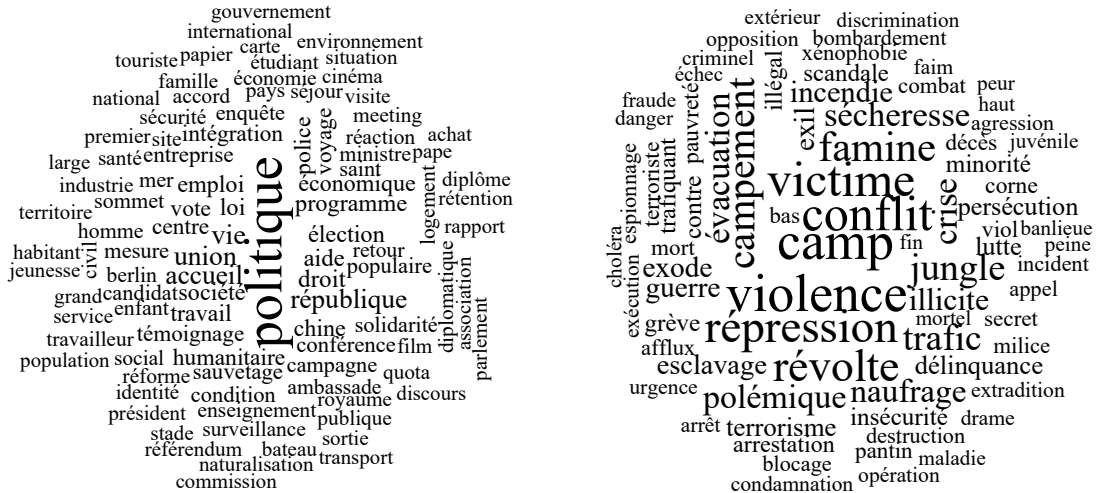 gouvernement
international
carte environnement
touriste papier étudiant situation
famille économie cinéma
national accord pays séjour visite
sécurité enquête meeting
premier site intégration police voyage réaction achat
large santé entreprise ministre pape
saint
industrie mer emploi politique économique logement diplôme
sommet programme rétention
territoire vote loi
homme centre vie élection rapport
habitant civil mesure union aide retour
jeunesse berlin accueil droit populaire diplomatique association
grand candidat société république
service enfant travail
travailleur témoignage chine solidarité parlement
conférence film
population social humanitaire campagne
réforme sauvetage quota
identité condition ambassade discours
royaume
président enseignement publique
stade surveillance sortie
référendum bateau transport
naturalisation
commission
extérieur discrimination
opposition bombardement
criminel illégal xénophobie
échec scandale faim
fraude pauvreté évacuation campement incendie combat peur
danger exil sécheresse haut
agression
terroriste trafiquant contre famine décès juvénile
espionnage minorité
victime crise corne
bas conflit persécution
choléra mort camp fin viol banlieue
lutte peine
exode jungle incident
exécution guerre violence illicite appel
grève répression mortel secret
afflux trafic milice
esclavage révolte délinquance
urgence polémique naufrage extradition
arrêt terrorisme insécurité drame
arrestation destruction
blocage pantin maladie
condamnation opération